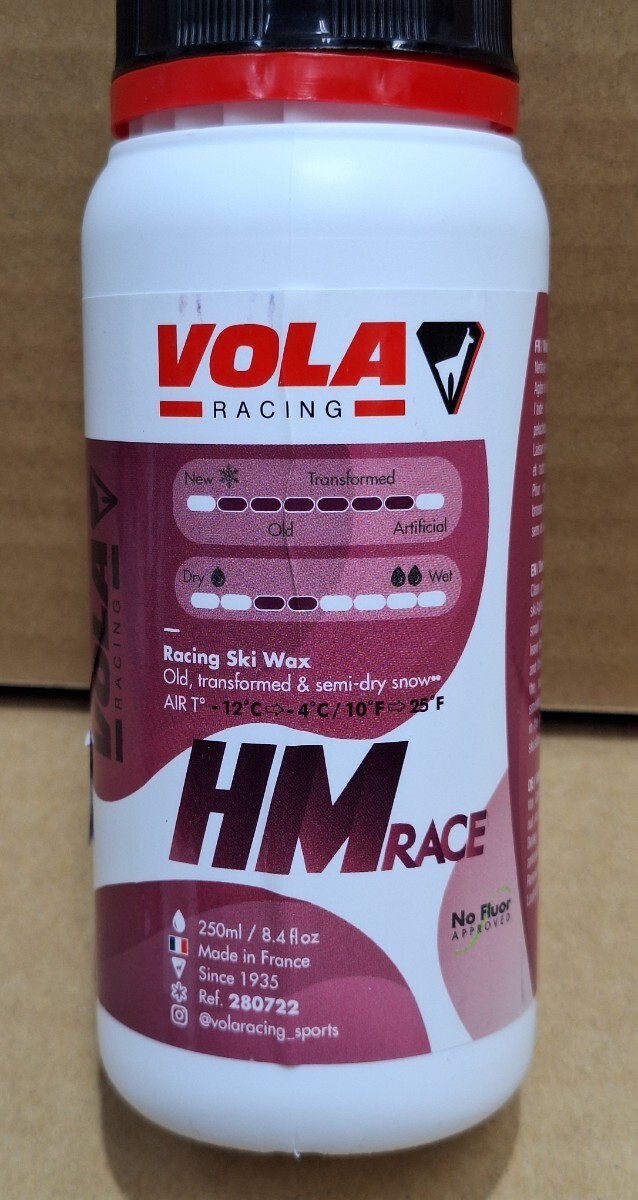 VOLA
RACING
New Transformed
Old Artificial
Dry Wet
Racing Ski Wax
Old, transformed & semi-dry snow••
AIR T° -12°C⇨-4°C / 10°F⇨25°F
HM RACE
No Fluor
APPROVED
250ml / 8.4 fl oz
Made in France
Since 1935
Ref. 280722
@volaracing_sports
VOLA
RACING